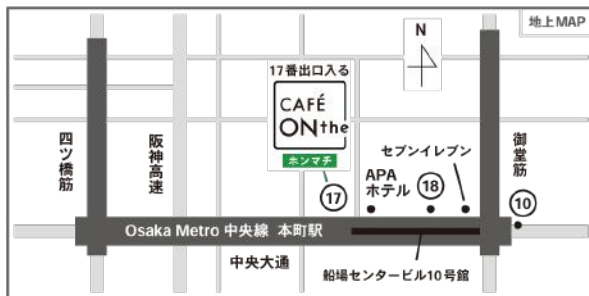 地上MAP
N
17番出口入る
CAFÉ
ONthe
ホンマチ
四ツ橋筋
阪神高速
セブンイレブン
御堂筋
APA
ホテル
17
18
10
Osaka Metro 中央線 本町駅
中央大通
船場センタービル10号館